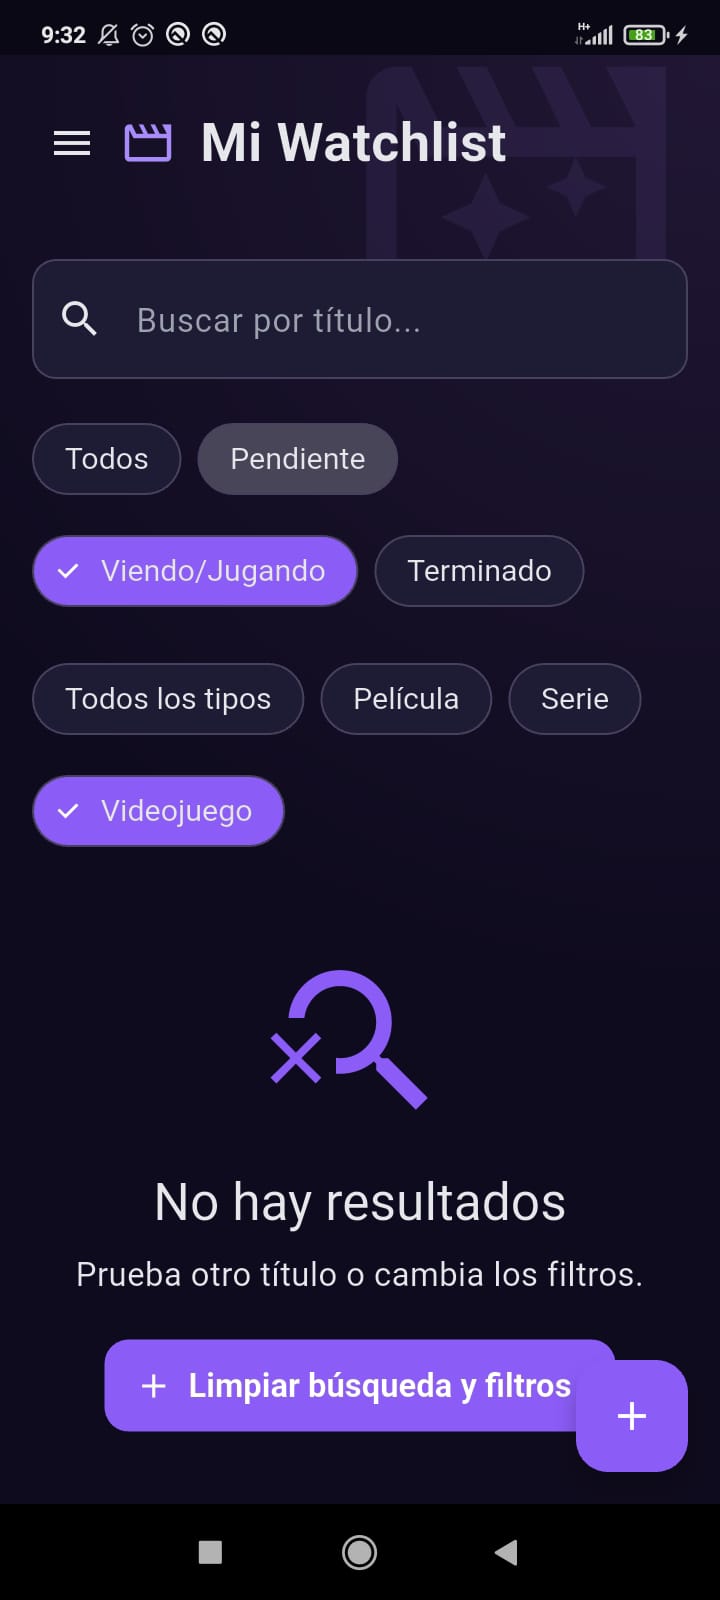 9:32 H+ 83
Mi Watchlist
Buscar por título...
Todos Pendiente
Viendo/Jugando Terminado
Todos los tipos Película Serie
Videojuego
No hay resultados
Prueba otro título o cambia los filtros.
+ Limpiar búsqueda y filtros
+